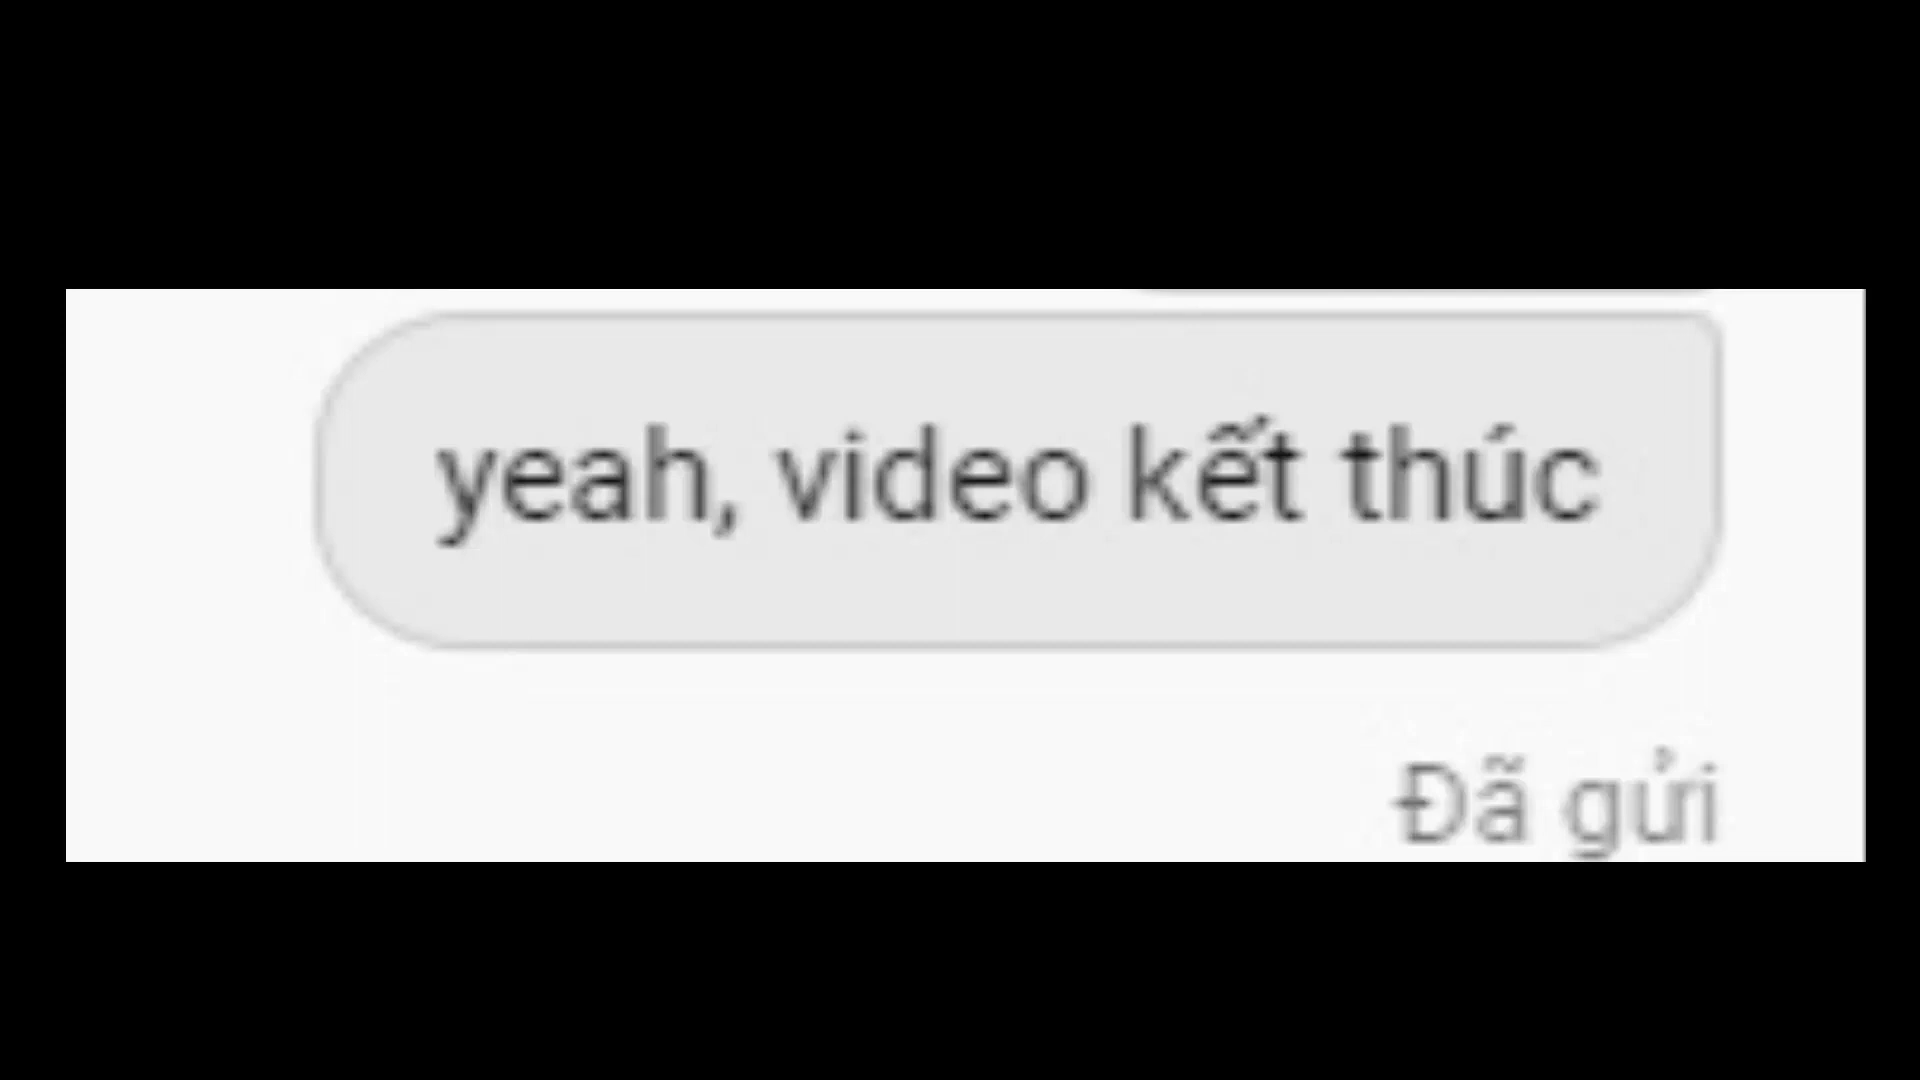 yeah, video kết thúc
Đã gửi